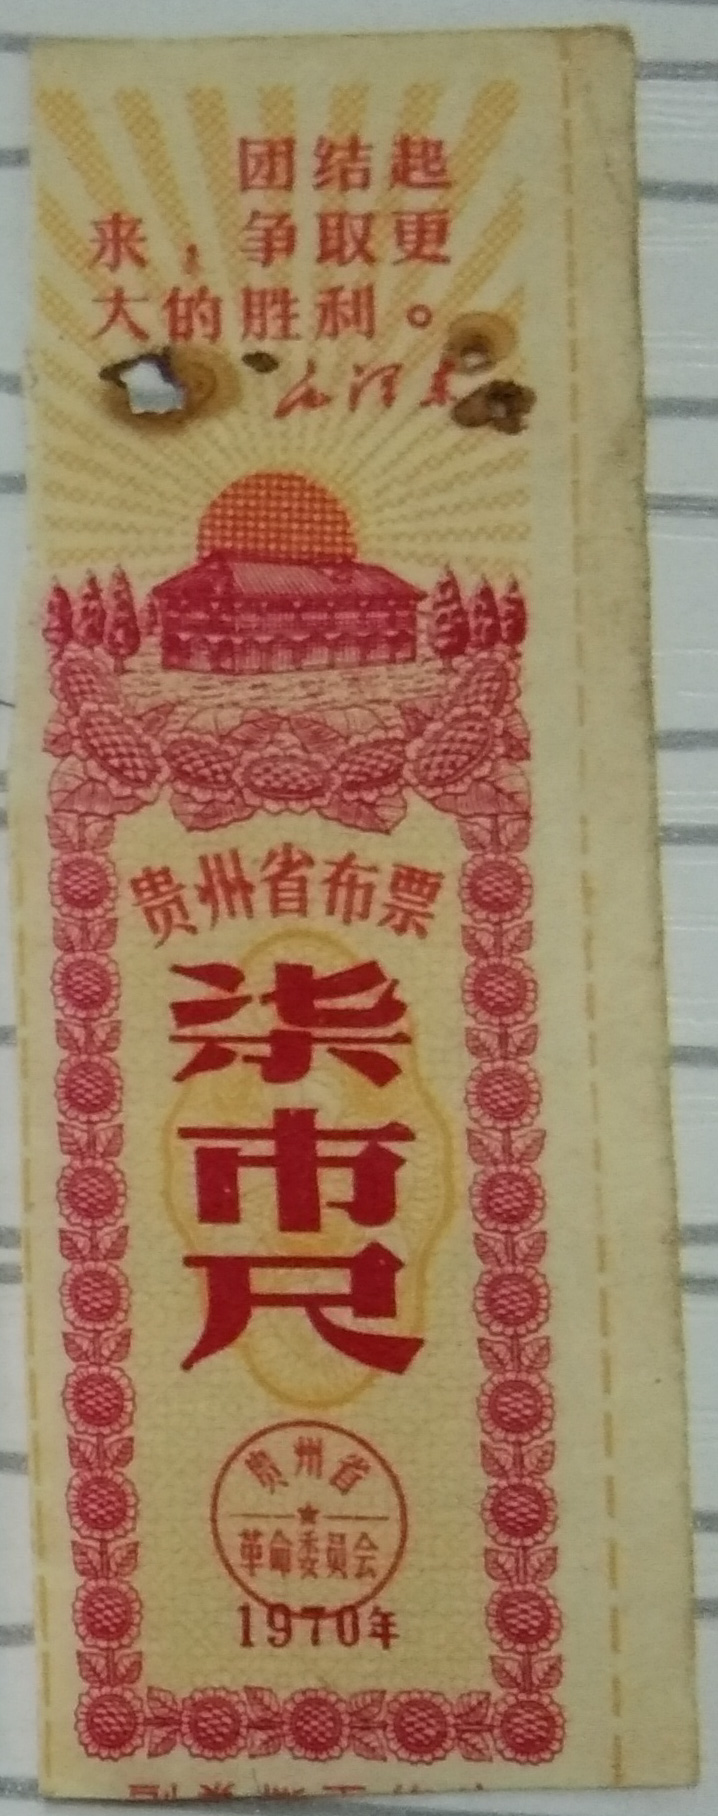 团结起
来，争取更
大的胜利。
毛泽东
贵州省布票
柒市尺
贵州省
革命委员会
1970年